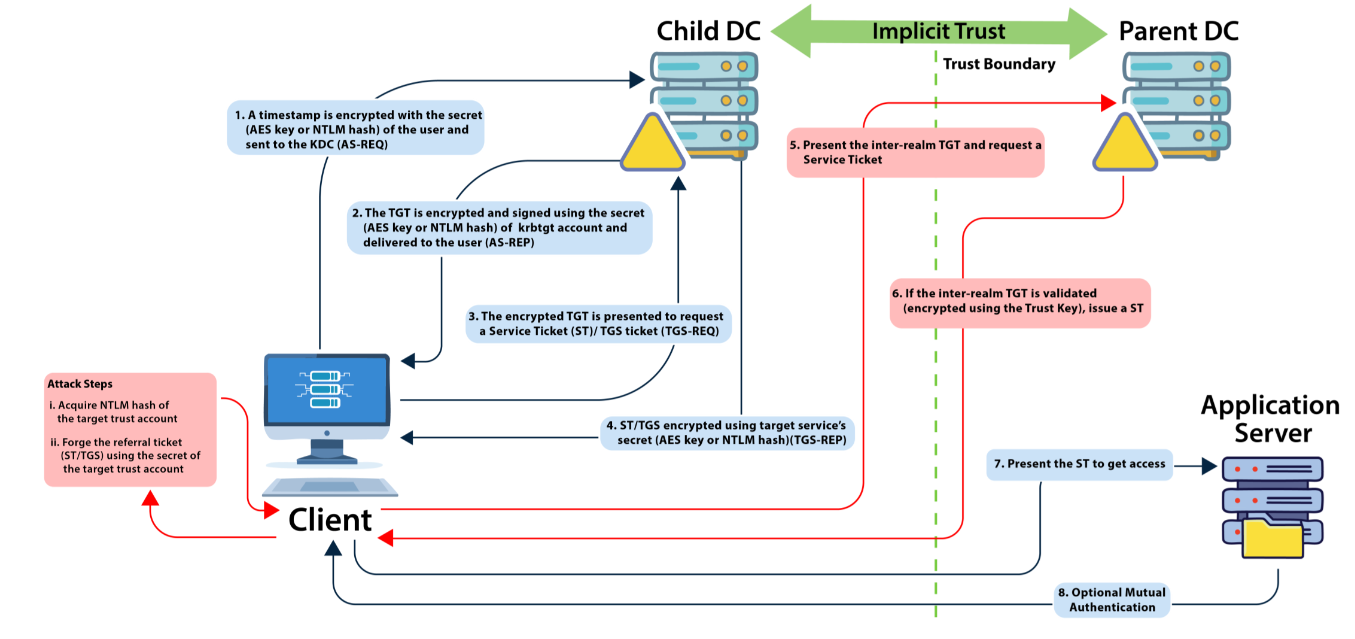 Child DC
Implicit Trust
Parent DC
Trust Boundary
1. A timestamp is encrypted with the secret
(AES key or NTLM hash) of the user and
sent to the KDC (AS-REQ)
5. Present the inter-realm TGT and request a
Service Ticket
2. The TGT is encrypted and signed using the secret
(AES key or NTLM hash) of krbtgt account and
delivered to the user (AS-REP)
6. If the inter-realm TGT is validated
(encrypted using the Trust Key), issue a ST
3. The encrypted TGT is presented to request
a Service Ticket (ST)/ TGS ticket (TGS-REQ)
Attack Steps
i. Acquire NTLM hash of
the target trust account
ii. Forge the referral ticket
(ST/TGS) using the secret of
the target trust account
4. ST/TGS encrypted using target service's
secret (AES key or NTLM hash)(TGS-REP)
Application
Server
7. Present the ST to get access
Client
8. Optional Mutual
Authentication